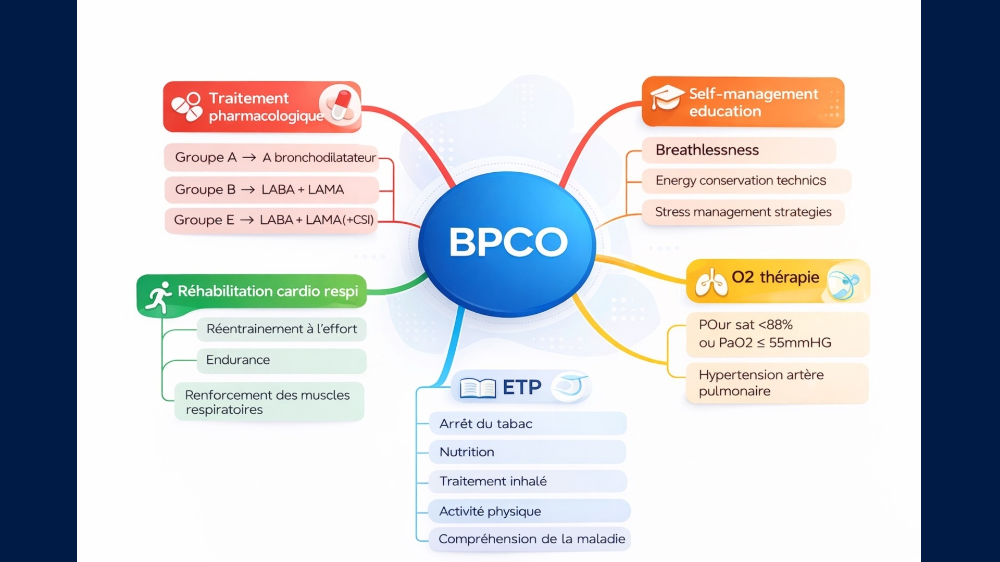 Traitement
pharmacologique
Groupe A → A bronchodilatateur
Groupe B → LABA + LAMA
Groupe E → LABA + LAMA(+CSI)
Self-management
education
Breathlessness
Energy conservation technics
Stress management strategies
BPCO
Réhabilitation cardio respi
Réentrainernent à l'effort
Endurance
Renforcement des muscles
respiratoires
O2 thérapie
POur sat <88%
ou PaO2 ≤ 55mmHG
Hypertension artère
pulmonaire
ETP
Arrêt du tabac
Nutrition
Traitement inhalé
Activité physique
Compréhension de la maladie